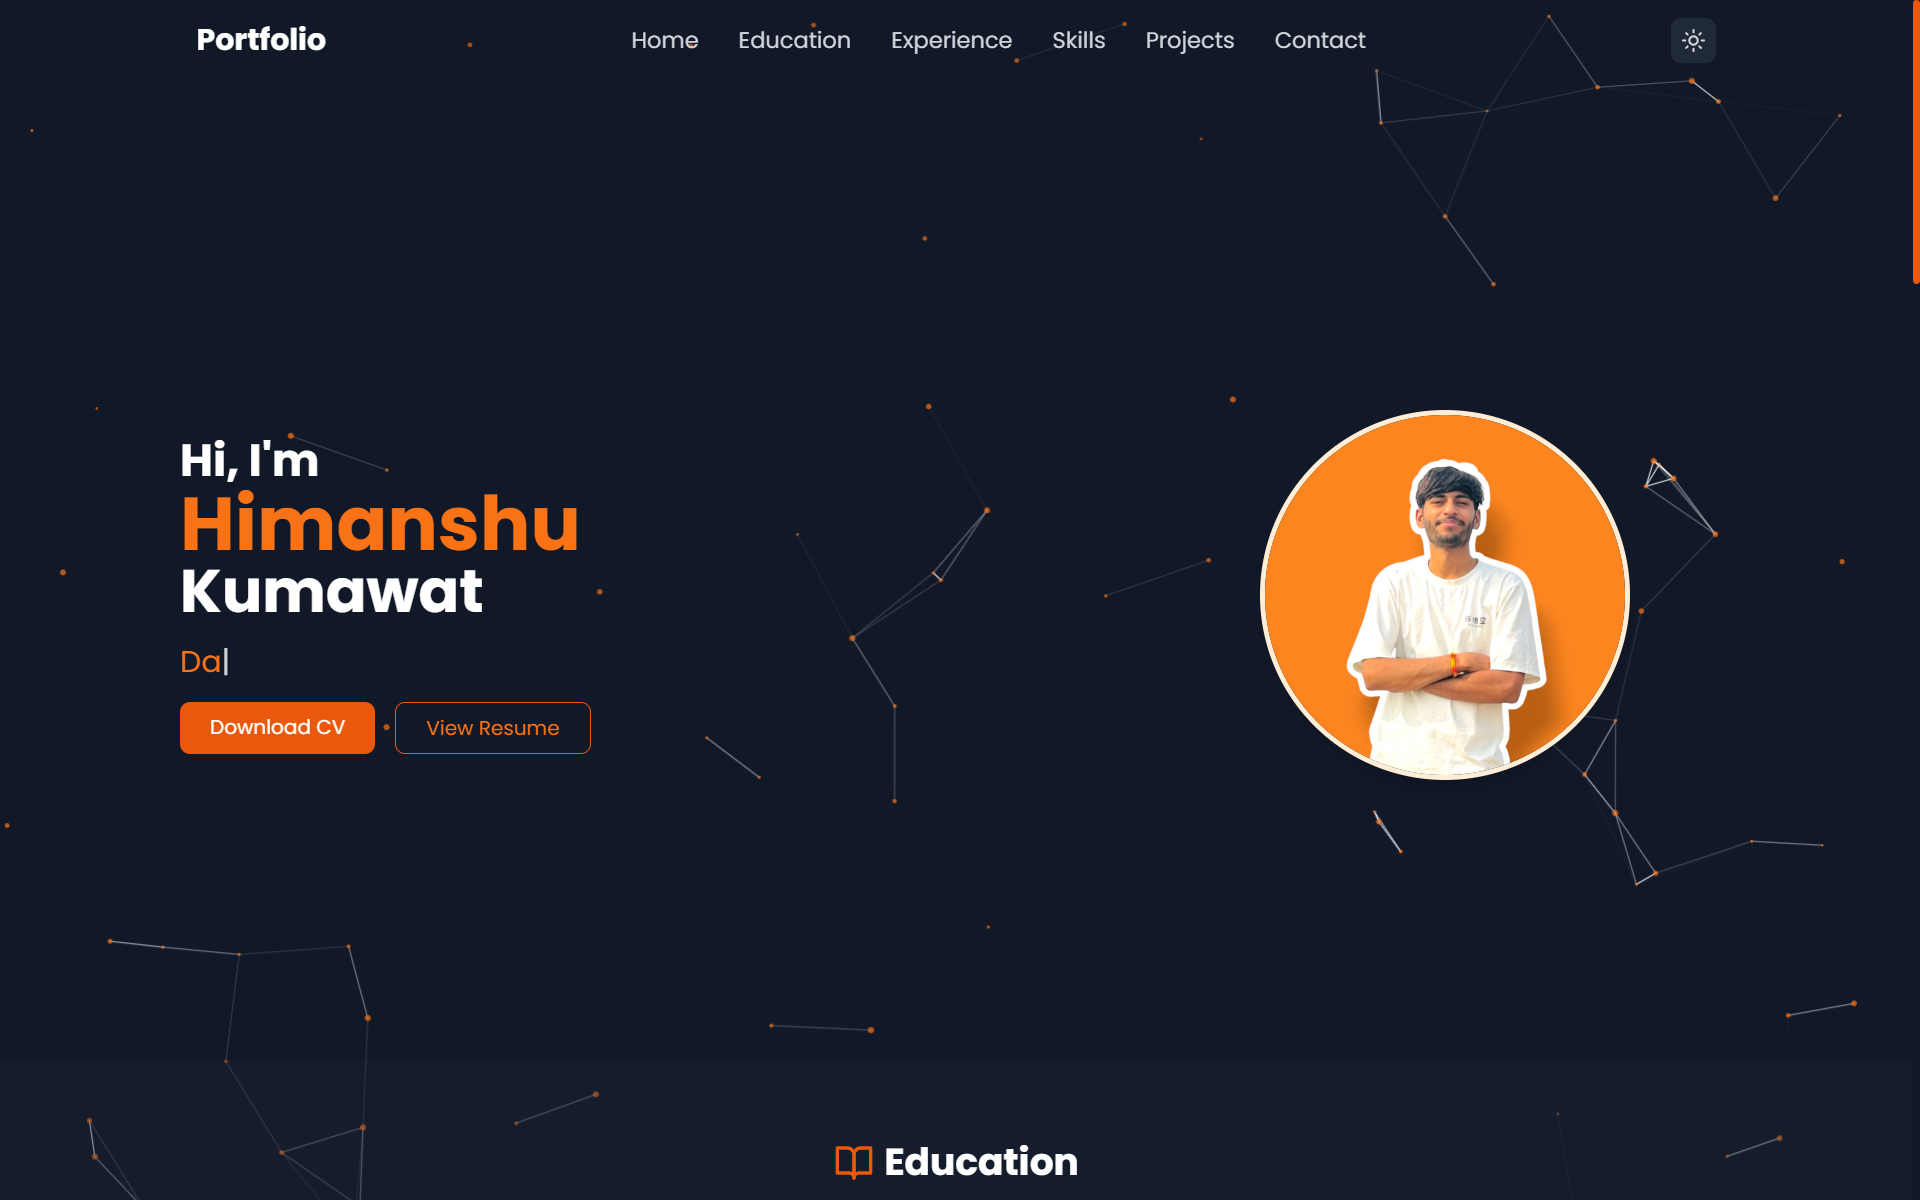 Portfolio
Home Education Experience Skills Projects Contact
Hi, I'm
Himanshu
Kumawat
Da
Download CV View Resume
Education